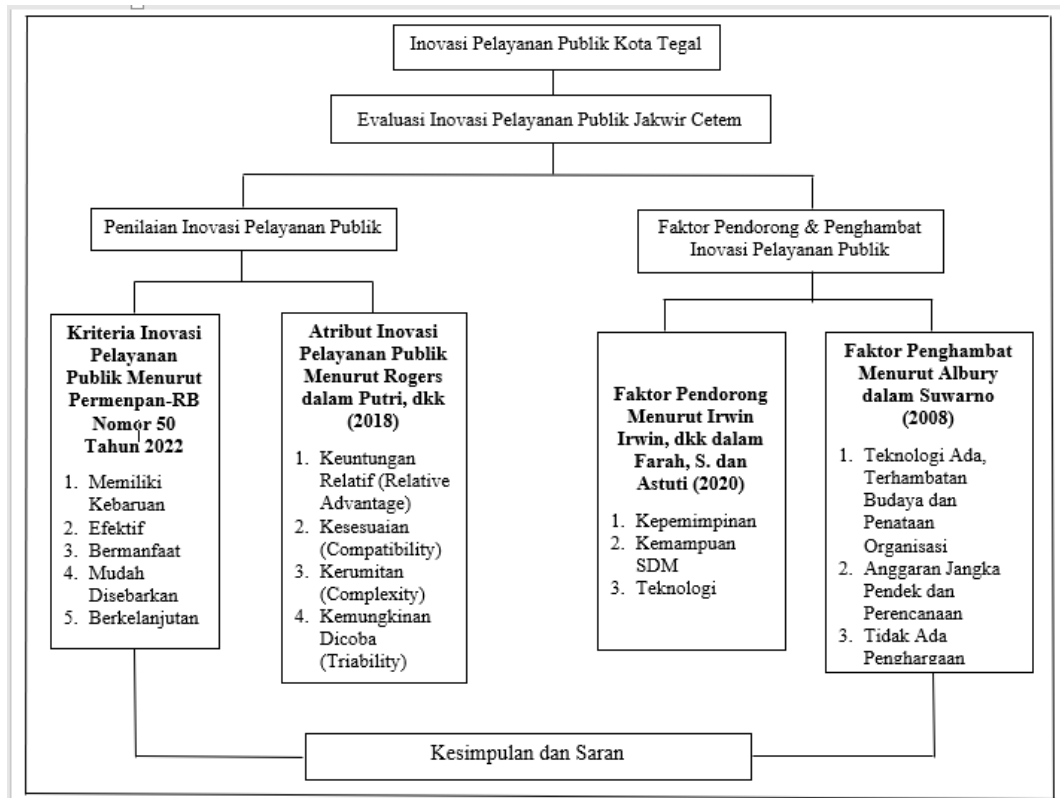 Inovasi Pelayanan Publik Kota Tegal
Evaluasi Inovasi Pelayanan Publik Jakwir Cetem
Penilaian Inovasi Pelayanan Publik
Faktor Pendorong & Penghambat
Inovasi Pelayanan Publik
Kriteria Inovasi
Pelayanan
Publik Menurut
Permenpan-RB
Nomor 50
Tahun 2022
1. Memiliki
Kebaruan
2. Efektif
3. Bermanfaat
4. Mudah
Disebarkan
5. Berkelanjutan
Atribut Inovasi
Pelayanan Publik
Menurut Rogers
dalam Putri, dkk
(2018)
1. Keuntungan
Relatif (Relative
Advantage)
2. Kesesuaian
(Compatibility)
3. Kerumitan
(Complexity)
4. Kemungkinan
Dicoba
(Triability)
Faktor Pendorong
Menurut Irwin
Irwin, dkk dalam
Farah, S. dan
Astuti (2020)
1. Kepemimpinan
2. Kemampuan
SDM
3. Teknologi
Faktor Penghambat
Menurut Albury
dalam Suwarno
(2008)
1. Teknologi Ada,
Terhambatan
Budaya dan
Penataan
Organisasi
2. Anggaran Jangka
Pendek dan
Perencanaan
3. Tidak Ada
Penghargaan
Kesimpulan dan Saran